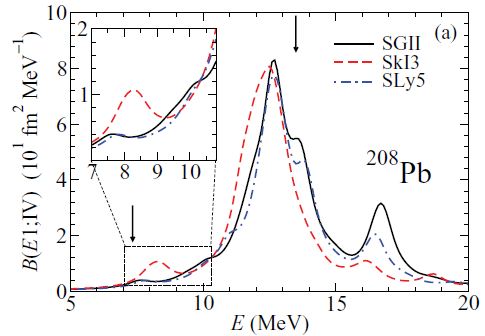 10
8
6
4
2
0
B(E1;IV) (10¹ fm² MeV⁻¹)
2
1
7 8 9 10
(a)
SGII
SkI3
SLy5
²⁰⁸Pb
5 10 15 20
E (MeV)